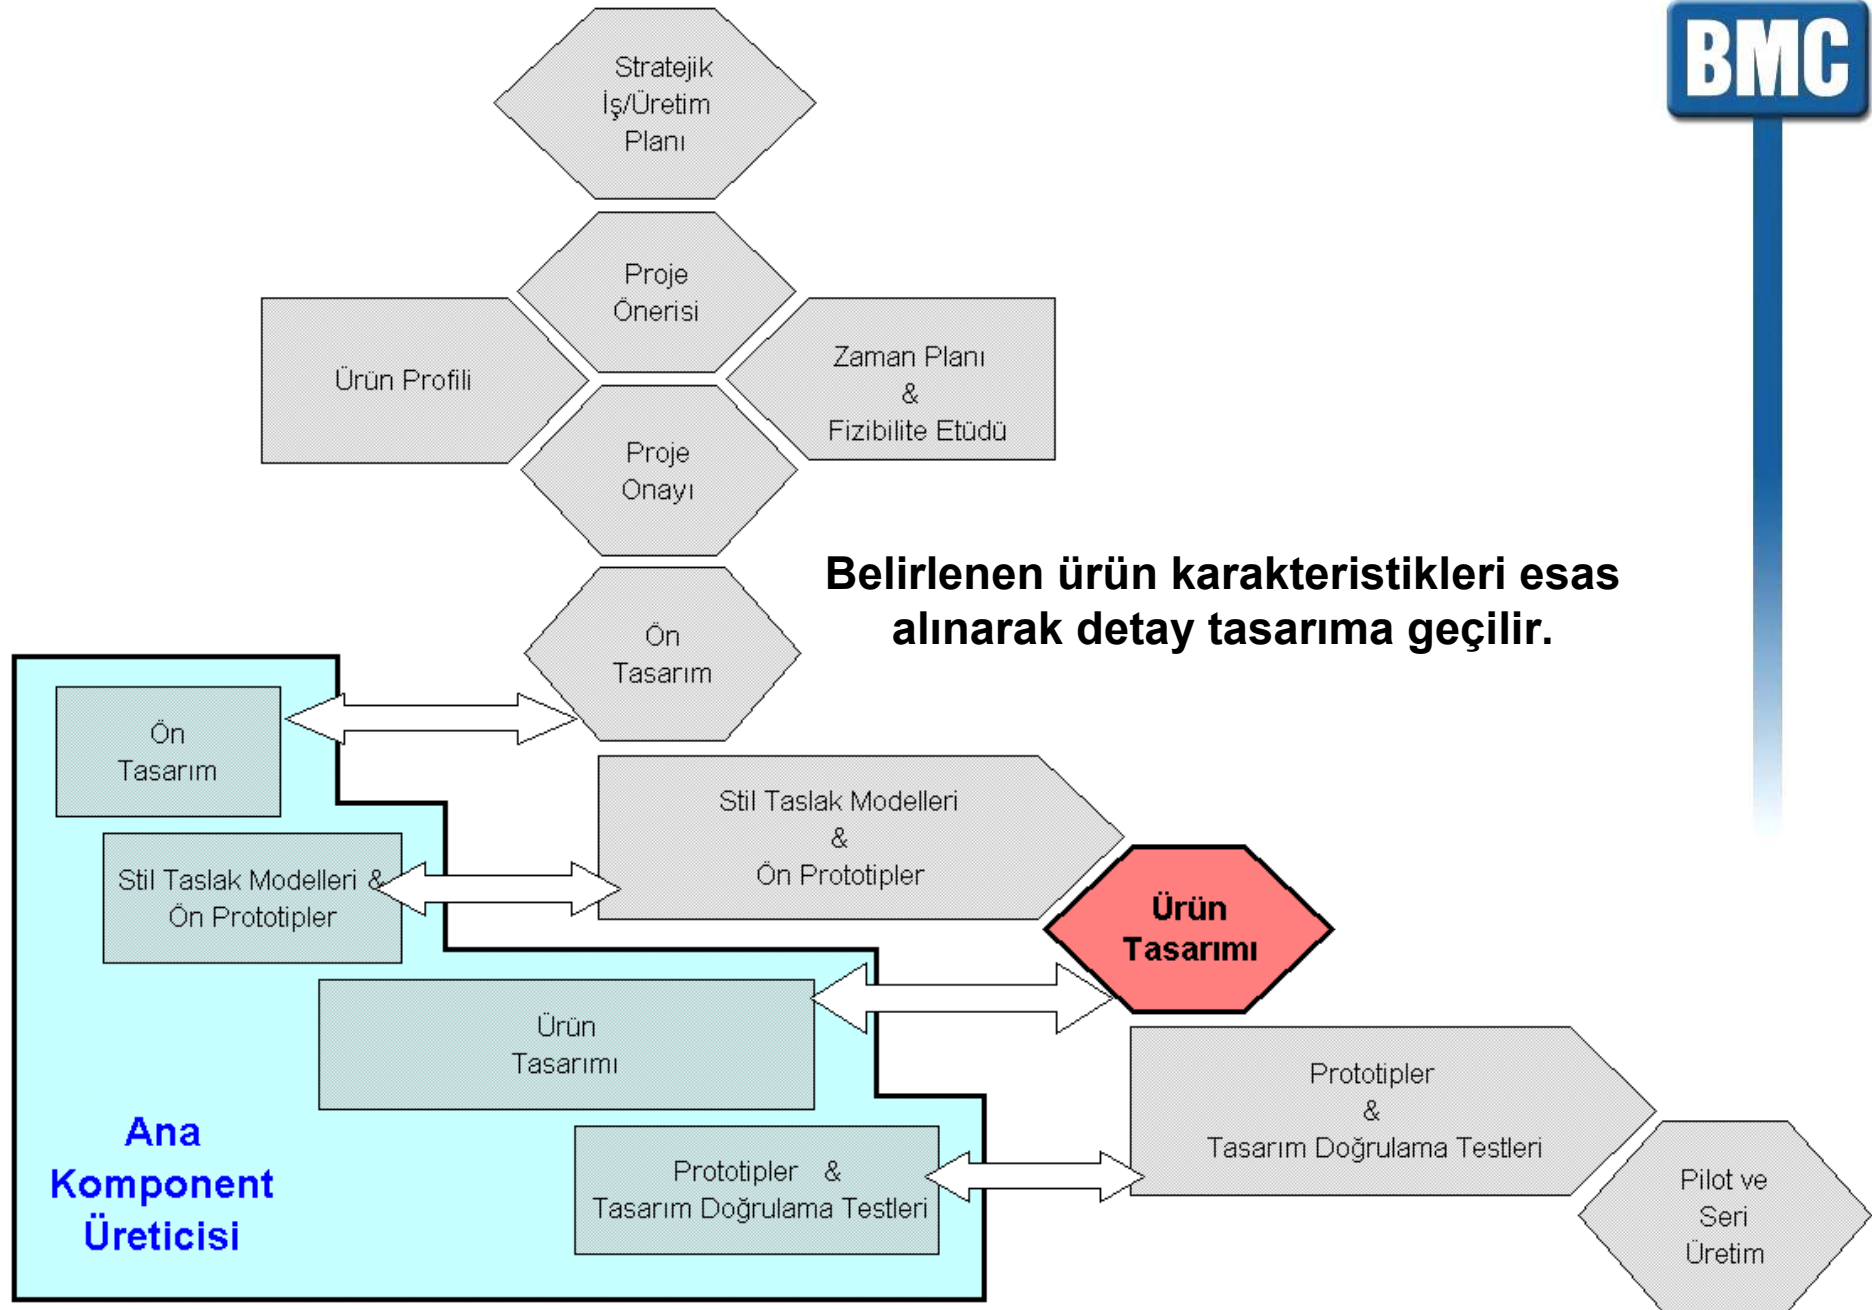 BMC
Stratejik
İş/Üretim
Planı
Proje
Önerisi
Ürün Profili
Zaman Planı
&
Fizibilite Etüdü
Proje
Onayı
Belirlenen ürün karakteristikleri esas
alınarak detay tasarıma geçilir.
Ön
Tasarım
Ön
Tasarım
Stil Taslak Modelleri
&
Ön Prototipler
Stil Taslak Modelleri &
Ön Prototipler
Ürün
Tasarımı
Ürün
Tasarımı
Prototipler
&
Tasarım Doğrulama Testleri
Ana
Komponent
Üreticisi
Prototipler &
Tasarım Doğrulama Testleri
Pilot ve
Seri
Üretim